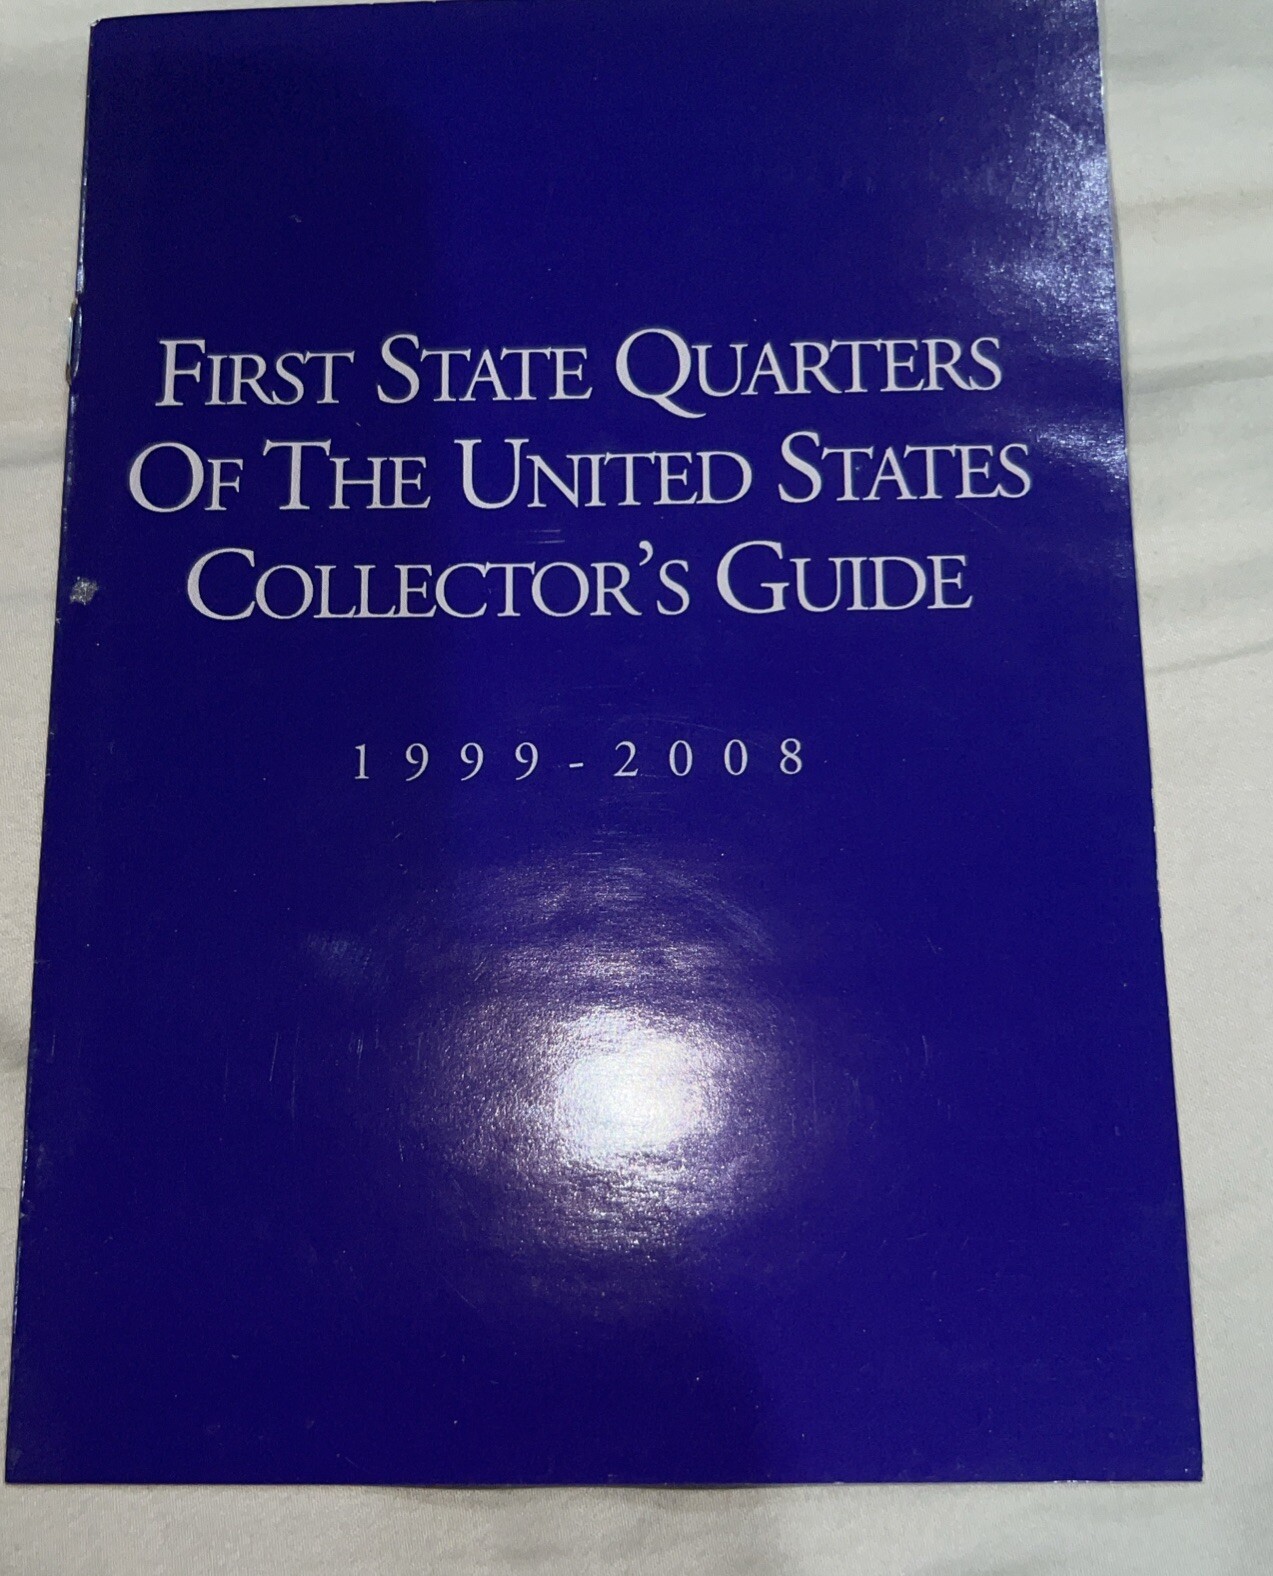 First State Quarters
Of The United States
Collector's Guide
1999-2008